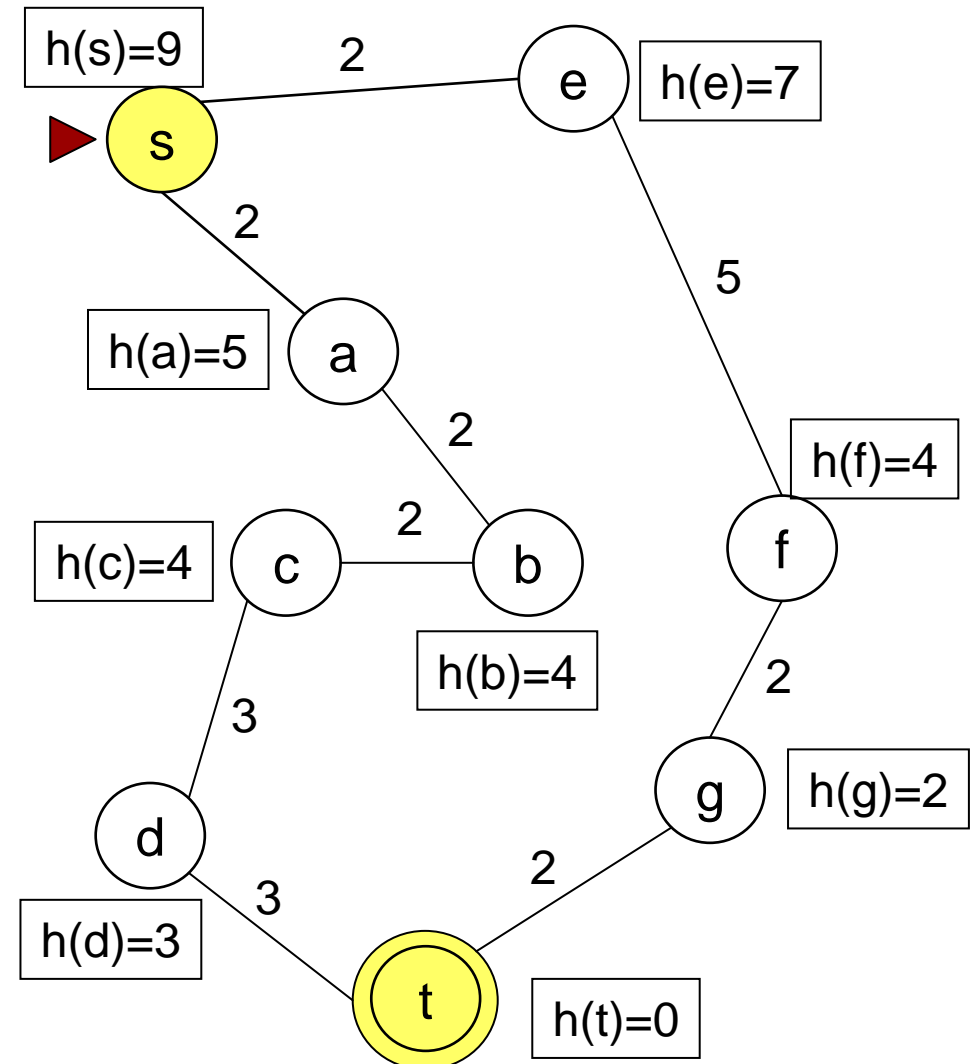 h(s)=9
2
e
h(e)=7
s
2
5
h(a)=5
a
2
h(f)=4
2
h(c)=4
c
b
f
h(b)=4
2
3
g
h(g)=2
d
2
3
h(d)=3
t
h(t)=0